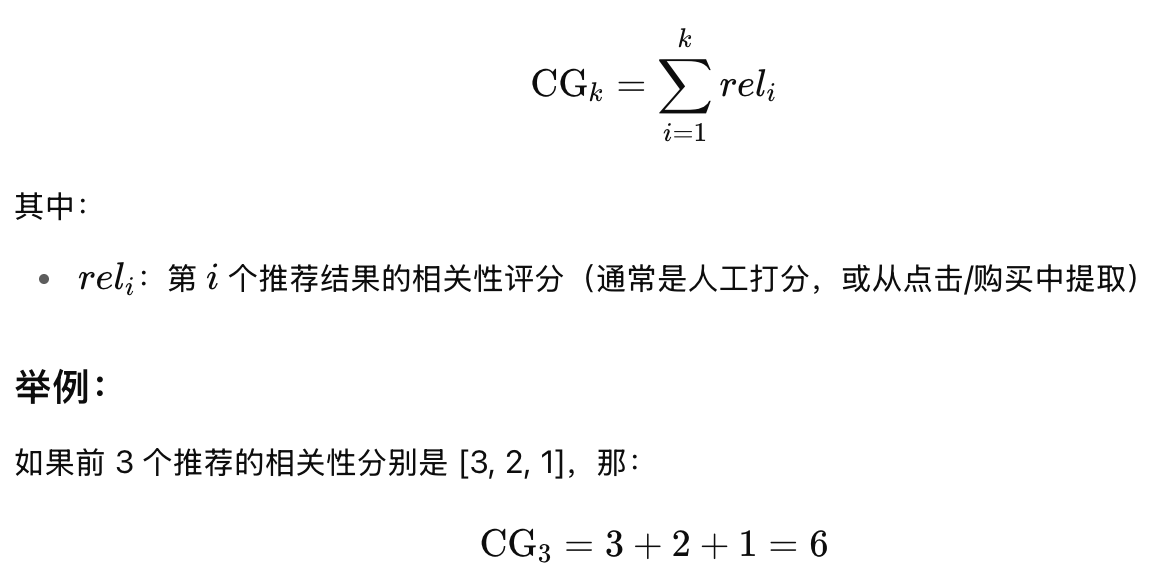 $$\mathrm{CG}_k = \sum_{i=1}^{k} rel_i$$
其中：
• $rel_i$：第 $i$ 个推荐结果的相关性评分（通常是人工打分，或从点击/购买中提取）
举例：
如果前 3 个推荐的相关性分别是 [3, 2, 1]，那：
$$\mathrm{CG}_3 = 3 + 2 + 1 = 6$$